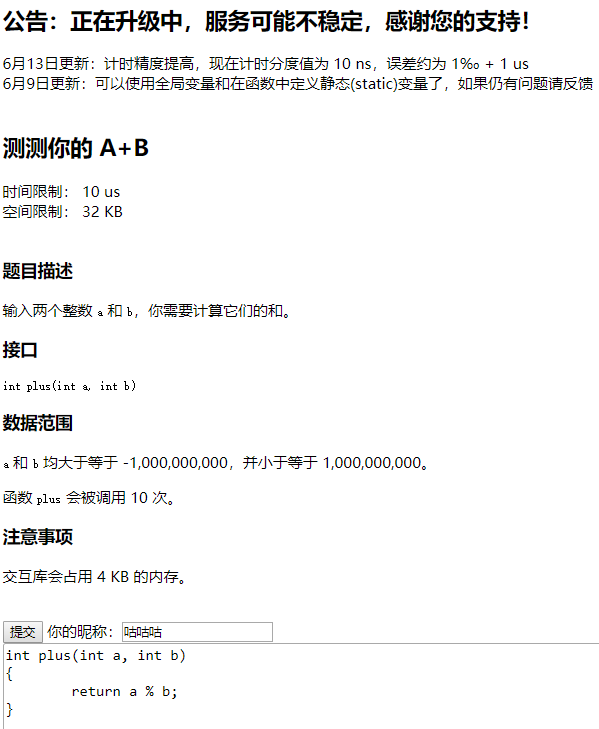 公告：正在升级中，服务可能不稳定，感谢您的支持！
6月13日更新：计时精度提高，现在计时分度值为 10 ns，误差约为 1‰ + 1 us
6月9日更新：可以使用全局变量和在函数中定义静态(static)变量了，如果仍有问题请反馈
测测你的 A+B
时间限制： 10 us
空间限制： 32 KB
题目描述
输入两个整数 a 和 b，你需要计算它们的和。
接口
int plus(int a, int b)
数据范围
a 和 b 均大于等于 -1,000,000,000，并小于等于 1,000,000,000。
函数 plus 会被调用 10 次。
注意事项
交互库会占用 4 KB 的内存。
提交 你的昵称：咕咕咕
int plus(int a, int b)
{
        return a % b;
}